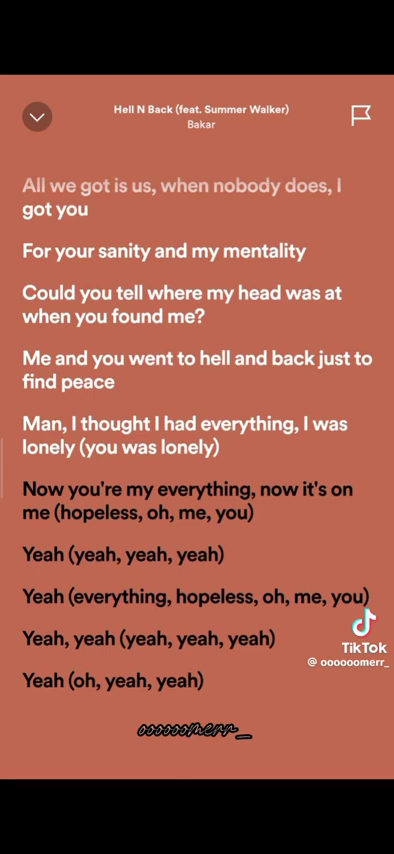 Hell N Back (feat. Summer Walker)
Bakar
All we got is us, when nobody does, I
got you
For your sanity and my mentality
Could you tell where my head was at
when you found me?
Me and you went to hell and back just to
find peace
Man, I thought I had everything, I was
lonely (you was lonely)
Now you're my everything, now it's on
me (hopeless, oh, me, you)
Yeah (yeah, yeah, yeah)
Yeah (everything, hopeless, oh, me, you)
Yeah, yeah (yeah, yeah, yeah)
TikTok
@ oooooomerr_
Yeah (oh, yeah, yeah)
oooooomerr_